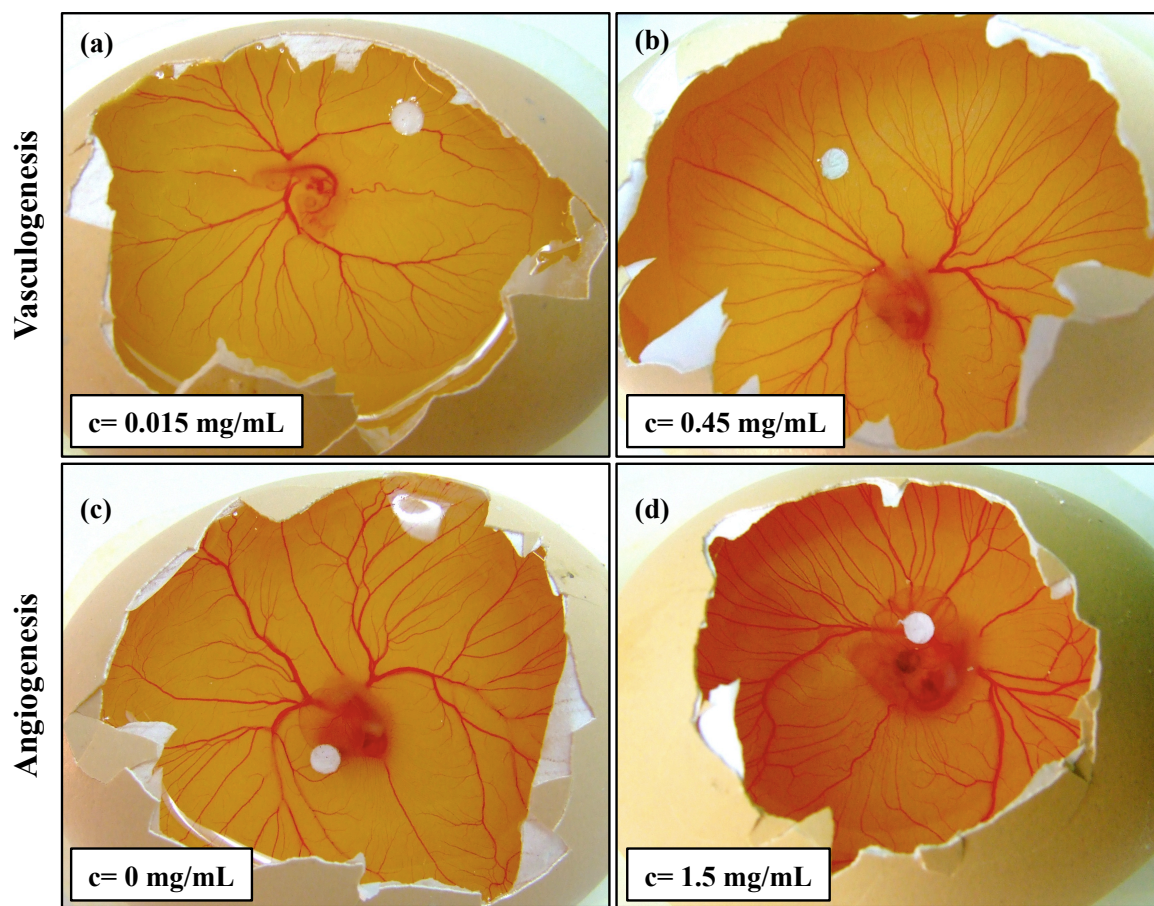 Vasculogenesis
(a)
c= 0.015 mg/mL
(b)
c= 0.45 mg/mL
Angiogenesis
(c)
c= 0 mg/mL
(d)
c= 1.5 mg/mL